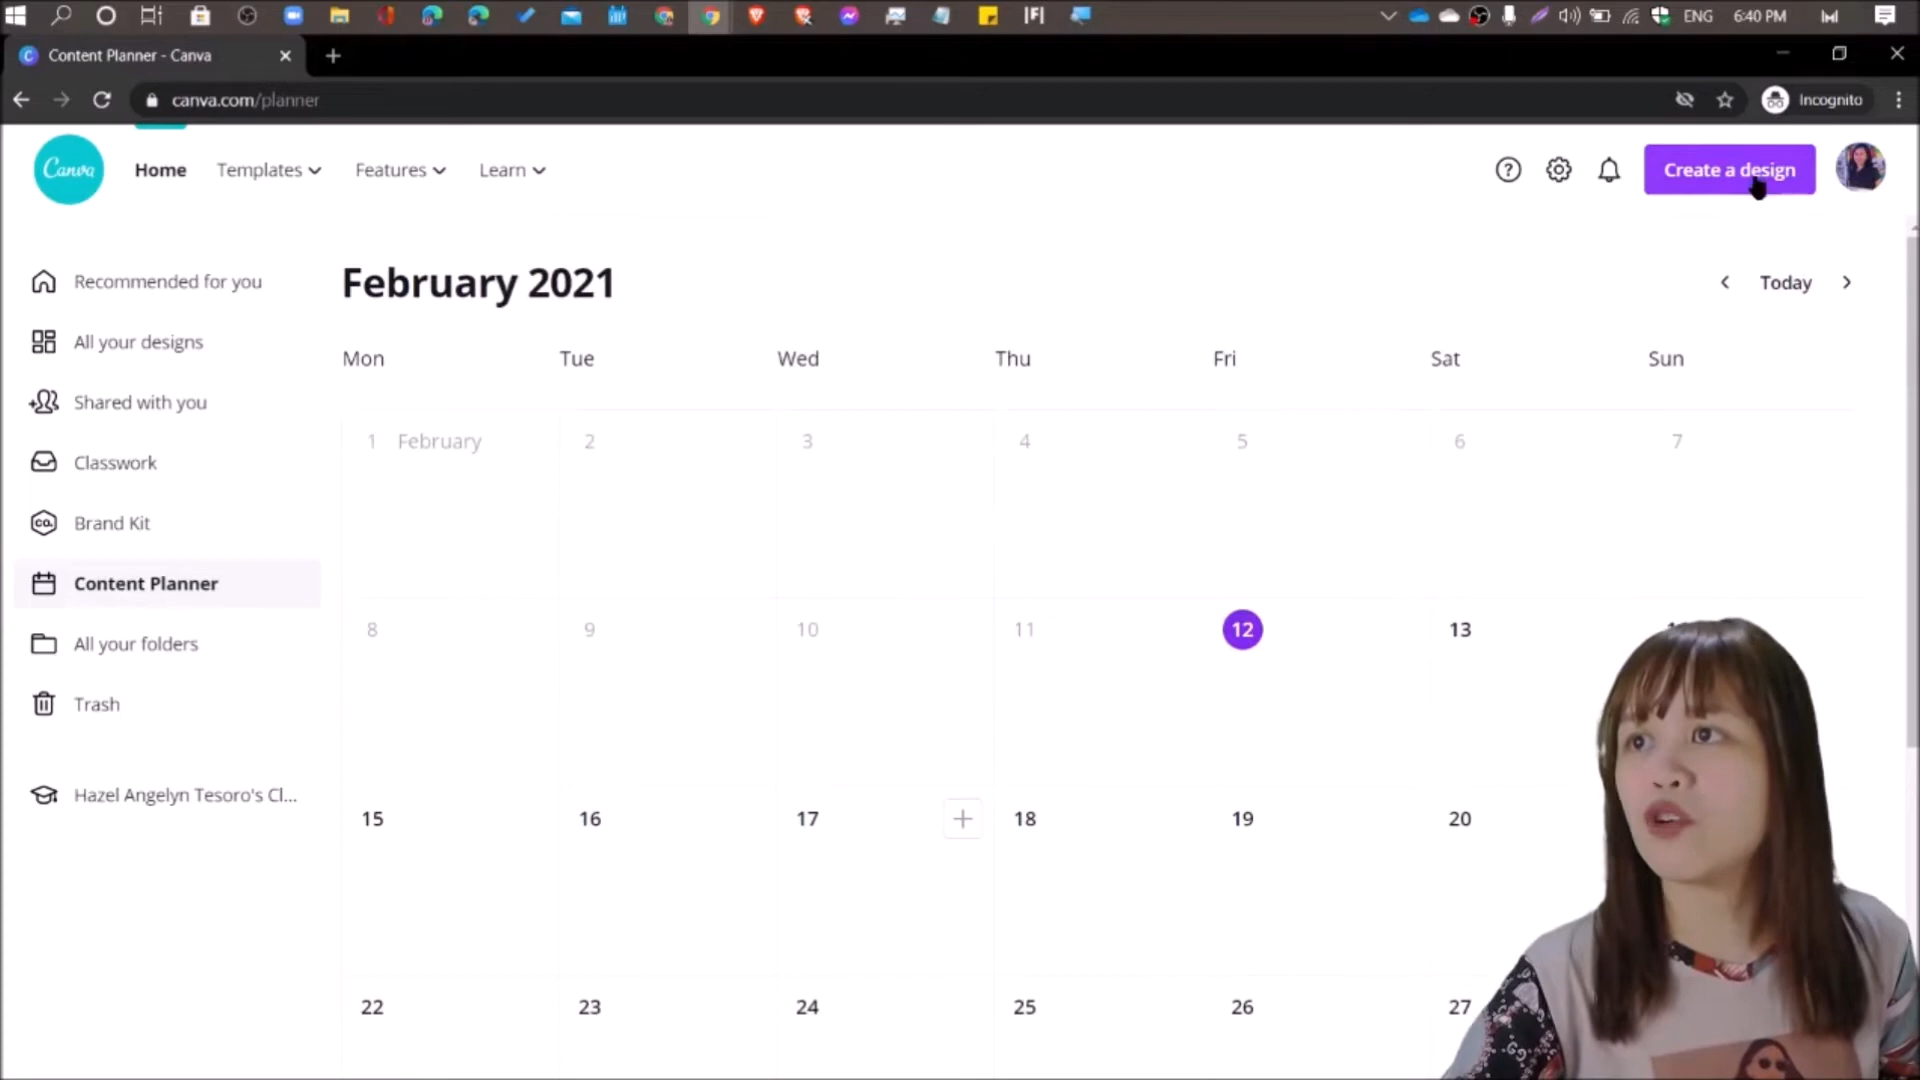 ENG
6:40 PM
Content Planner - Canva
canva.com/planner
Incognito
Canva
Home
Templates
Features
Learn
Create a design
Recommended for you
All your designs
Shared with you
Classwork
CO.
Brand Kit
Content Planner
All your folders
Trash
Hazel Angelyn Tesoro's Cl...
February 2021
Today
Mon Tue Wed Thu Fri Sat Sun
1 February 2 3 4 5 6 7
8 9 10 11 12 13
15 16 17 18 19 20
22 23 24 25 26 27